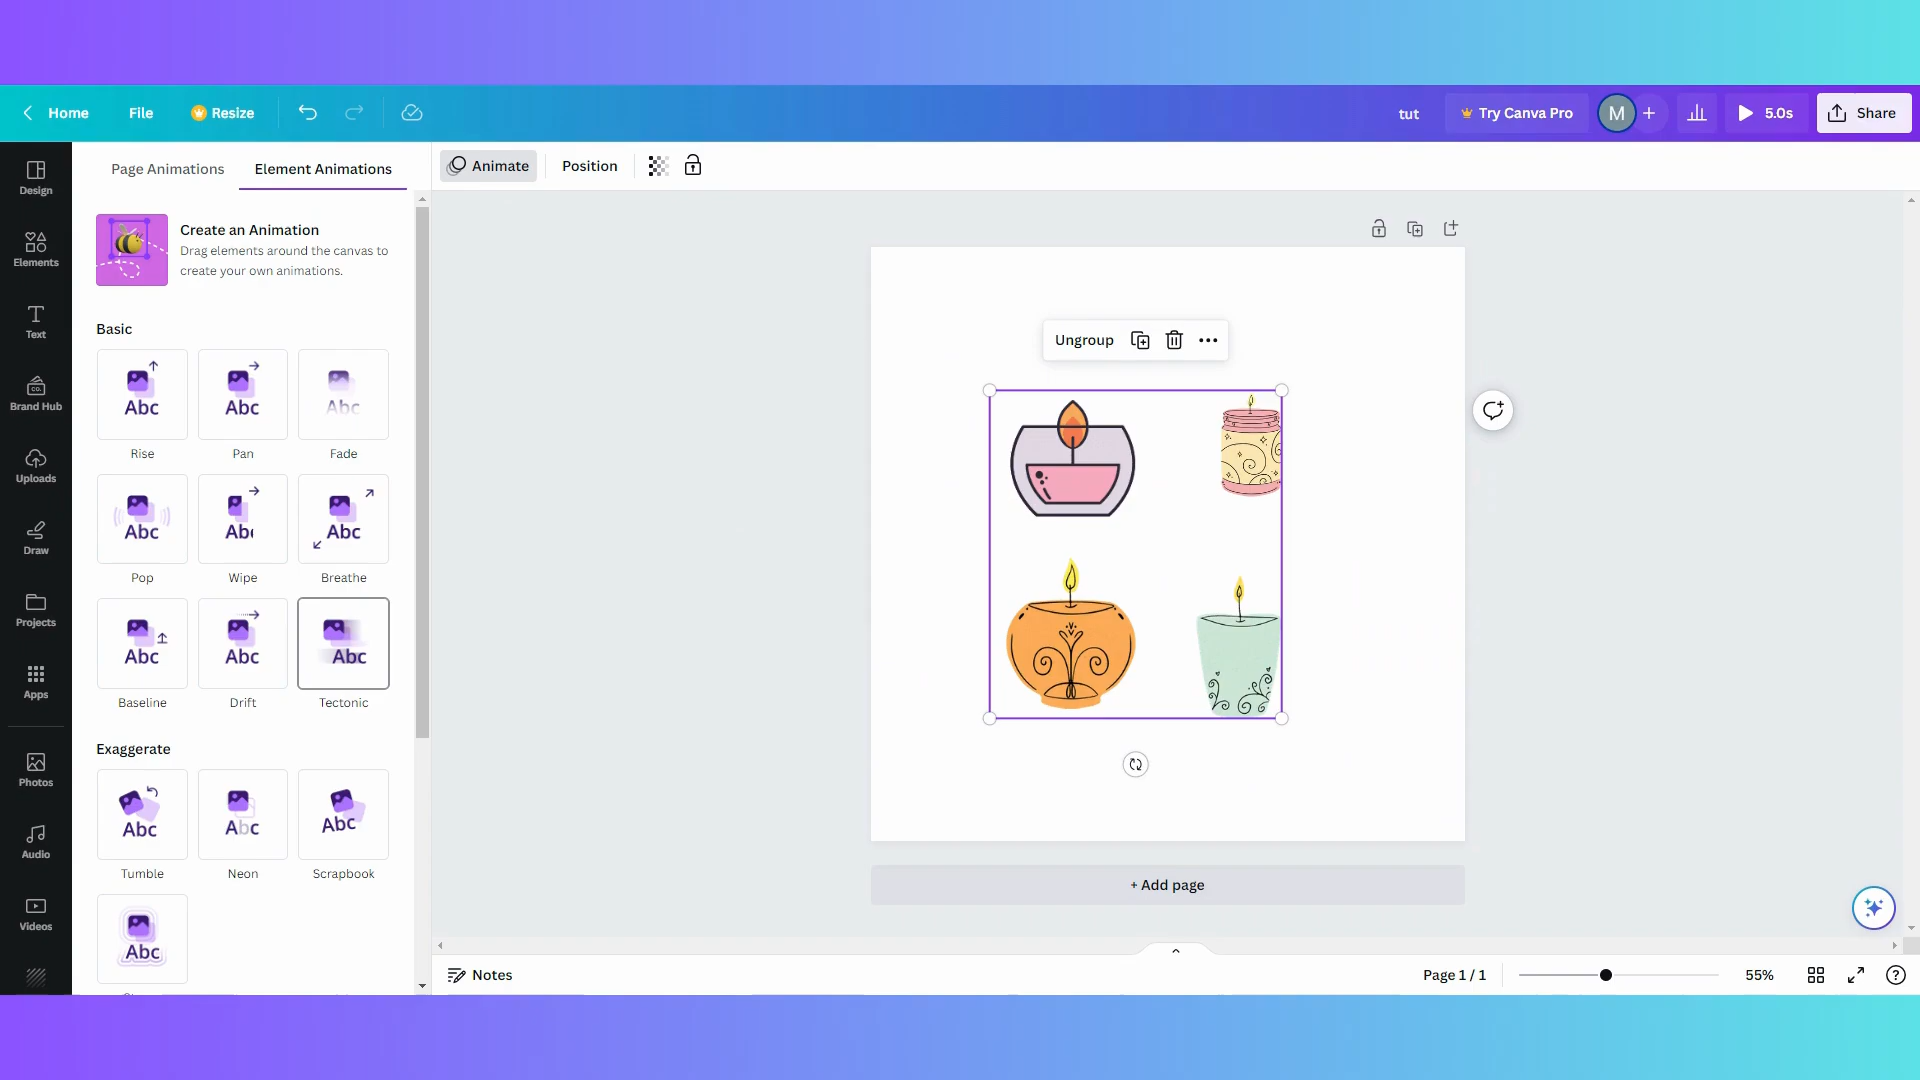 Home File Resize tut Try Canva Pro M 5.0s Share
Design
Elements
Text
Brand Hub
Uploads
Draw
Projects
Apps
Photos
Audio
Videos
Page Animations Element Animations
Create an Animation
Drag elements around the canvas to
create your own animations.
Basic
Abc Abc Abc
Rise Pan Fade
Abc Abc Abc
Pop Wipe Breathe
Abc Abc Abc
Baseline Drift Tectonic
Exaggerate
Abc Abc Abc
Tumble Neon Scrapbook
Abc
Animate Position
Ungroup
+ Add page
Notes Page 1 / 1 55%